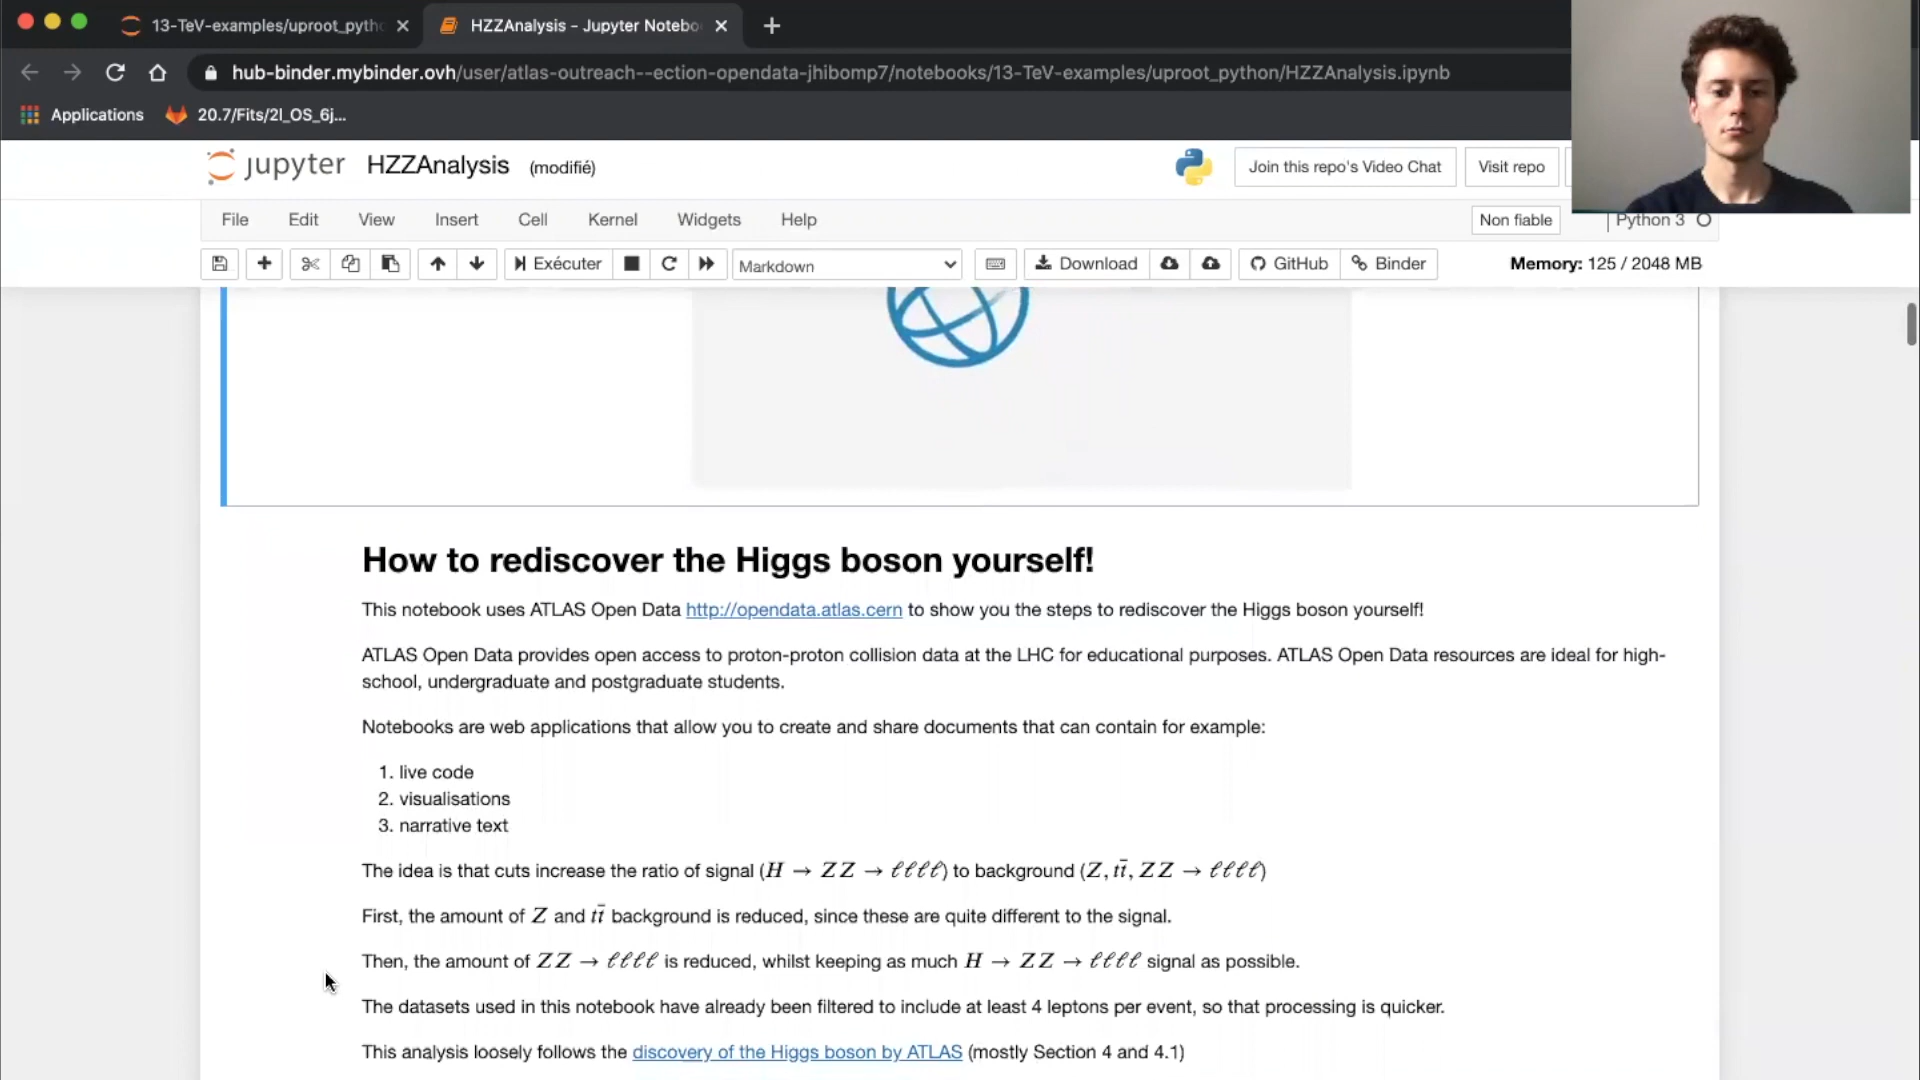 13-TeV-examples/uproot_pyth
HZZAnalysis - Jupyter Notebo
hub-binder.mybinder.ovh/user/atlas-outreach--ection-opendata-jhibomp7/notebooks/13-TeV-examples/uproot_python/HZZAnalysis.ipynb
Applications 20.7/Fits/2l_OS_6j...
jupyter HZZAnalysis (modifié) Join this repo's Video Chat Visit repo
File Edit View Insert Cell Kernel Widgets Help Non fiable Python 3
Exécuter Markdown Download GitHub Binder Memory: 125 / 2048 MB
How to rediscover the Higgs boson yourself!
This notebook uses ATLAS Open Data http://opendata.atlas.cern to show you the steps to rediscover the Higgs boson yourself!
ATLAS Open Data provides open access to proton-proton collision data at the LHC for educational purposes. ATLAS Open Data resources are ideal for high-
school, undergraduate and postgraduate students.
Notebooks are web applications that allow you to create and share documents that can contain for example:
1. live code
2. visualisations
3. narrative text
The idea is that cuts increase the ratio of signal (H → ZZ → ℓℓℓℓ) to background (Z, tt̄, ZZ → ℓℓℓℓ)
First, the amount of Z and tt̄ background is reduced, since these are quite different to the signal.
Then, the amount of ZZ → ℓℓℓℓ is reduced, whilst keeping as much H → ZZ → ℓℓℓℓ signal as possible.
The datasets used in this notebook have already been filtered to include at least 4 leptons per event, so that processing is quicker.
This analysis loosely follows the discovery of the Higgs boson by ATLAS (mostly Section 4 and 4.1)